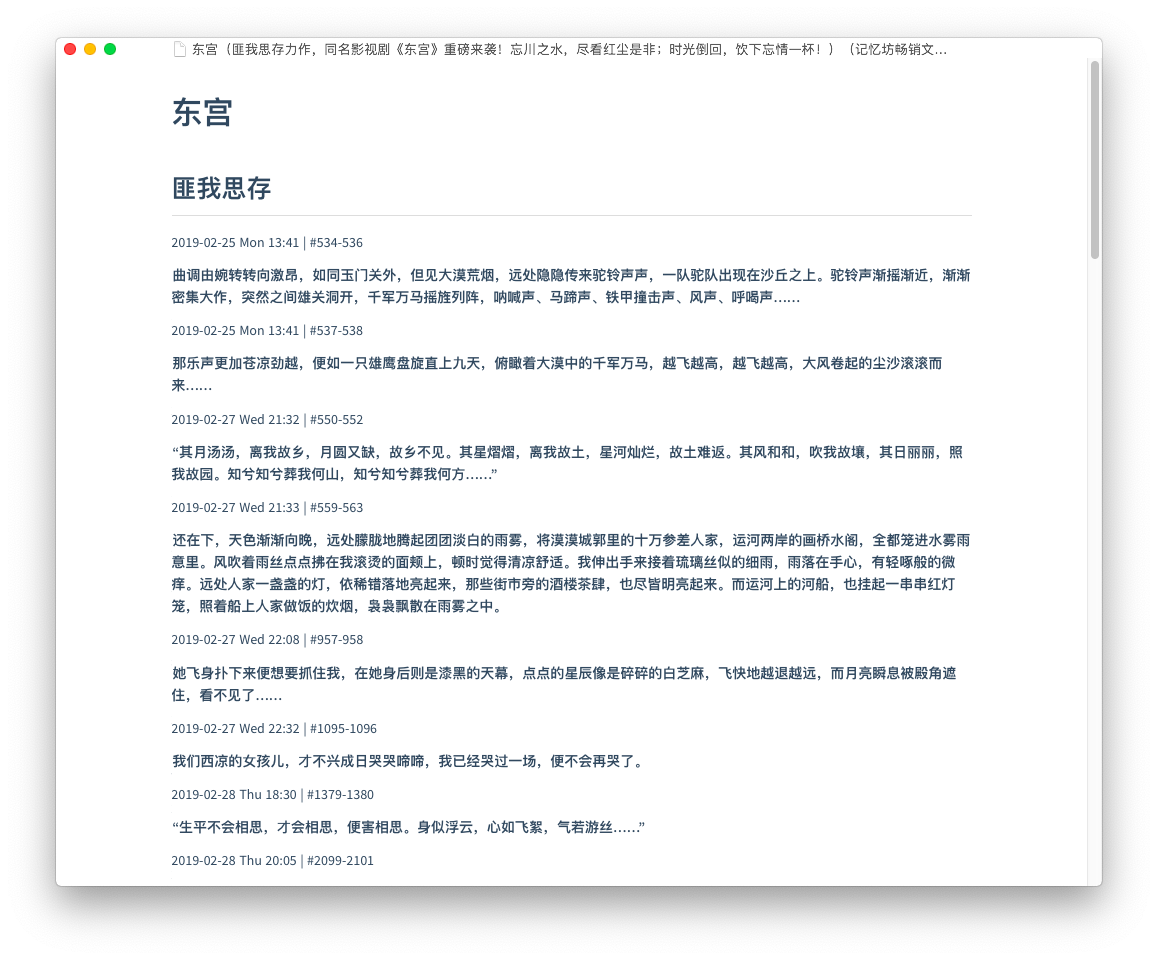 东宫（匪我思存力作，同名影视剧《东宫》重磅来袭！忘川之水，尽看红尘是非；时光倒回，饮下忘情一杯！）（记忆坊畅销文…
东宫
匪我思存
2019-02-25 Mon 13:41 | #534-536
曲调由婉转转向激昂，如同玉门关外，但见大漠荒烟，远处隐隐传来驼铃声声，一队驼队出现在沙丘之上。驼铃声渐摇渐近，渐渐
密集大作，突然之间雄关洞开，千军万马摇旌列阵，呐喊声、马蹄声、铁甲撞击声、风声、呼喝声……
2019-02-25 Mon 13:41 | #537-538
那乐声更加苍凉劲越，便如一只雄鹰盘旋直上九天，俯瞰着大漠中的千军万马，越飞越高，越飞越高，大风卷起的尘沙滚滚而
来……
2019-02-27 Wed 21:32 | #550-552
“其月汤汤，离我故乡，月圆又缺，故乡不见。其星熠熠，离我故土，星河灿烂，故土难返。其风和和，吹我故壤，其日丽丽，照
我故园。知兮知兮葬我何山，知兮知兮葬我何方……”
2019-02-27 Wed 21:33 | #559-563
还在下，天色渐渐向晚，远处朦胧地腾起团团淡白的雨雾，将漠漠城郭里的十万参差人家，运河两岸的画桥水阁，全都笼进水雾雨
意里。风吹着雨丝点点拂在我滚烫的面颊上，顿时觉得清凉舒适。我伸出手来接着琉璃丝似的细雨，雨落在手心，有轻啄般的微
痒。远处人家一盏盏的灯，依稀错落地亮起来，那些街市旁的酒楼茶肆，也尽皆明亮起来。而运河上的河船，也挂起一串串红灯
笼，照着船上人家做饭的炊烟，袅袅飘散在雨雾之中。
2019-02-27 Wed 22:08 | #957-958
她飞身扑下来便想要抓住我，在她身后则是漆黑的天幕，点点的星辰像是碎碎的白芝麻，飞快地越退越远，而月亮瞬息被殿角遮
住，看不见了……
2019-02-27 Wed 22:32 | #1095-1096
我们西凉的女孩儿，才不兴成日哭哭啼啼，我已经哭过一场，便不会再哭了。
2019-02-28 Thu 18:30 | #1379-1380
“生平不会相思，才会相思，便害相思。身似浮云，心如飞絮，气若游丝……”
2019-02-28 Thu 20:05 | #2099-2101